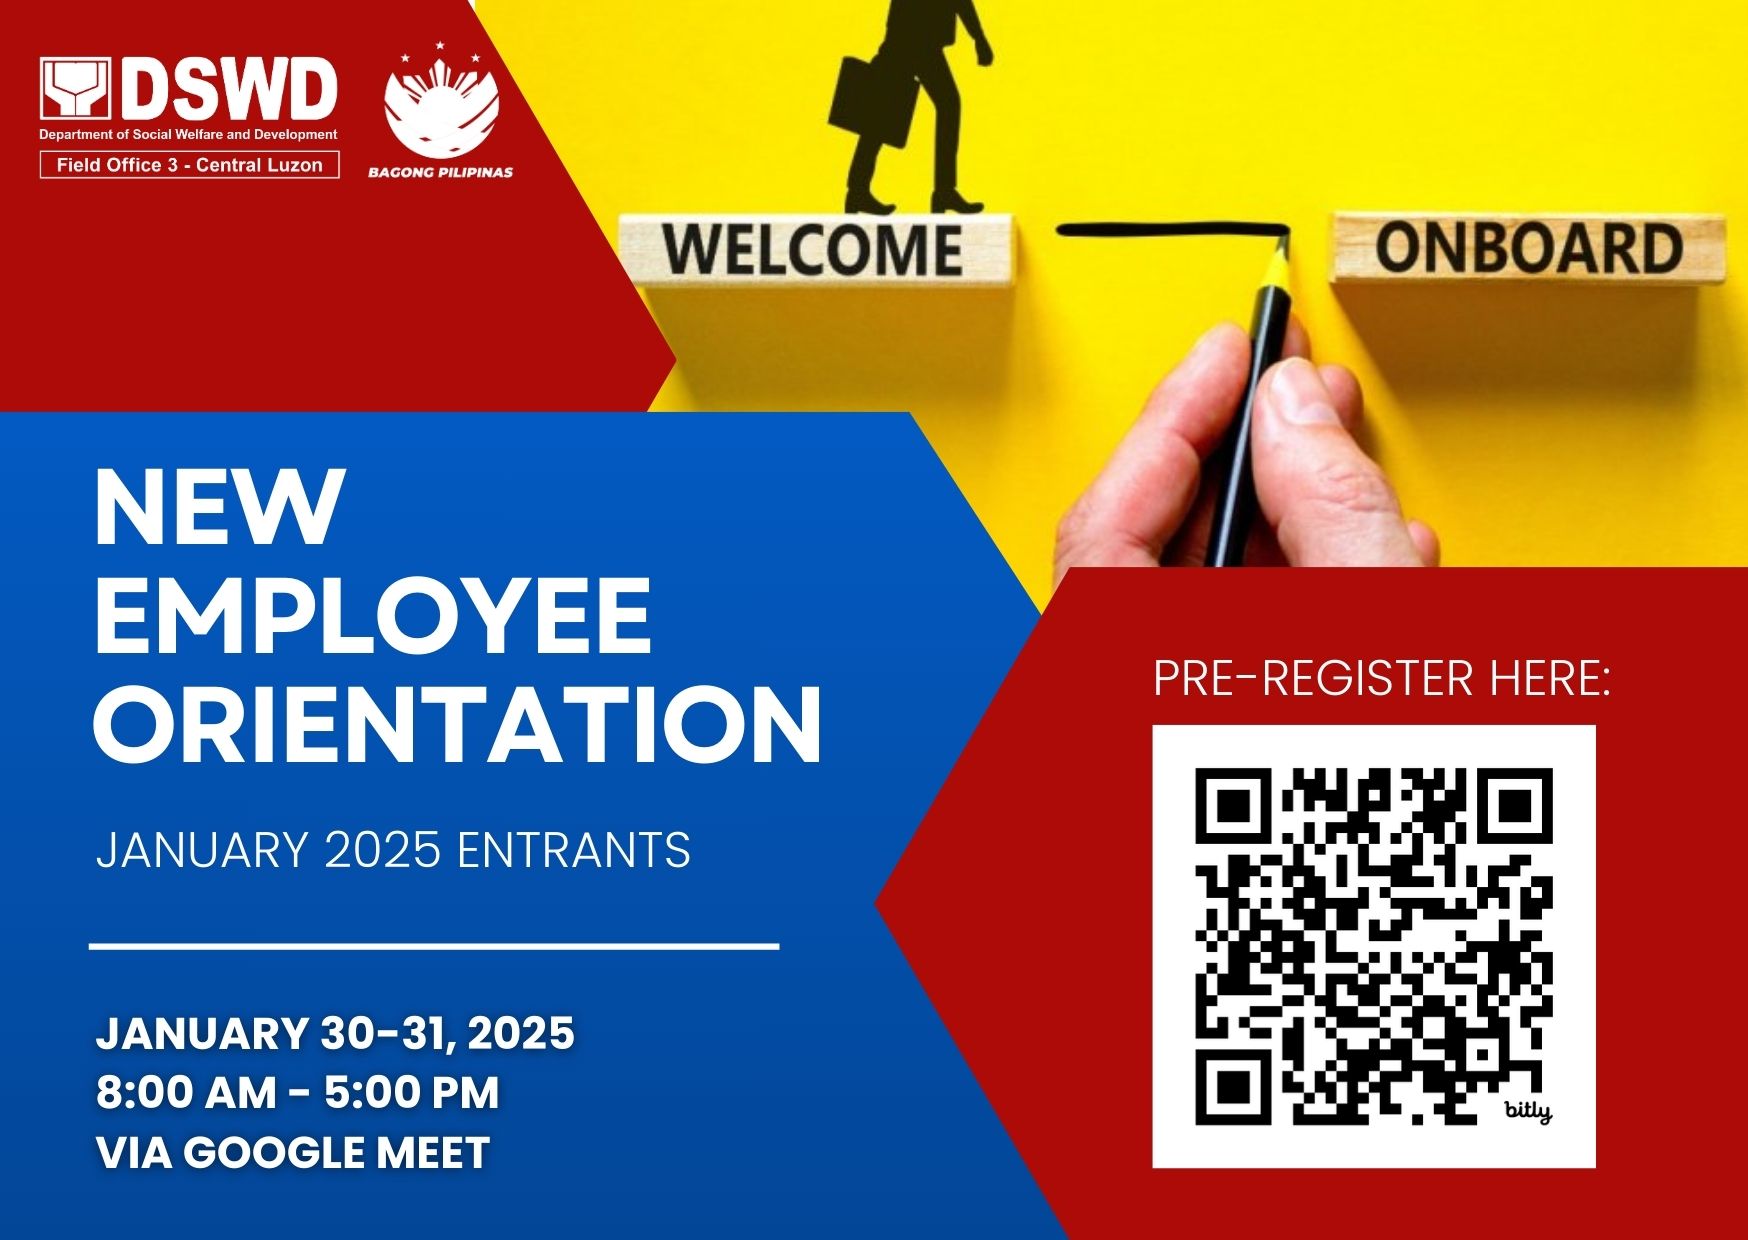 DSWD
Department of Social Welfare and Development
Field Office 3 - Central Luzon
BAGONG PILIPINAS
WELCOME
ONBOARD
NEW
EMPLOYEE
ORIENTATION
JANUARY 2025 ENTRANTS
JANUARY 30-31, 2025
8:00 AM - 5:00 PM
VIA GOOGLE MEET
PRE-REGISTER HERE:
bitly